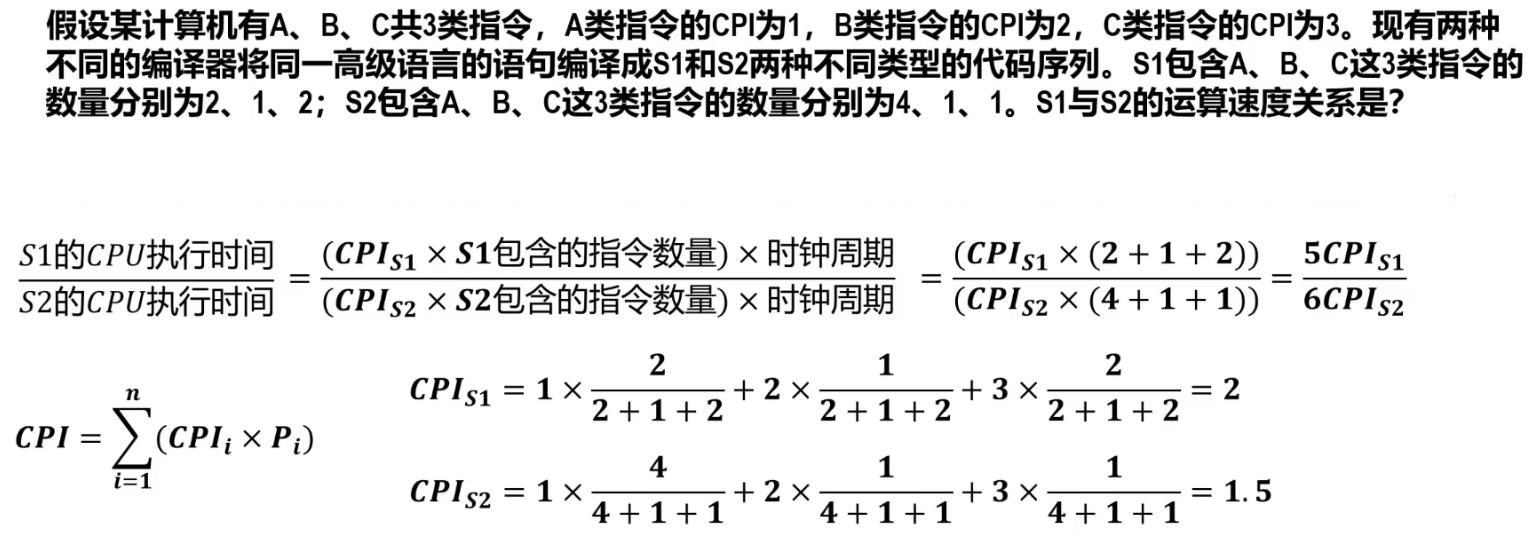 假设某计算机有A、B、C共3类指令，A类指令的CPI为1，B类指令的CPI为2，C类指令的CPI为3。现有两种
不同的编译器将同一高级语言的语句编译成S1和S2两种不同类型的代码序列。S1包含A、B、C这3类指令的
数量分别为2、1、2；S2包含A、B、C这3类指令的数量分别为4、1、1。S1与S2的运算速度关系是？
\frac{S1的CPU执行时间}{S2的CPU执行时间} = \frac{(CPI_{S1} × S1包含的指令数量) × 时钟周期}{(CPI_{S2} × S2包含的指令数量) × 时钟周期} = \frac{(CPI_{S1} × (2 + 1 + 2))}{(CPI_{S2} × (4 + 1 + 1))} = \frac{5CPI_{S1}}{6CPI_{S2}}
CPI = \sum_{i=1}^{n}(CPI_i × P_i)
CPI_{S1} = 1 × \frac{2}{2 + 1 + 2} + 2 × \frac{1}{2 + 1 + 2} + 3 × \frac{2}{2 + 1 + 2} = 2
CPI_{S2} = 1 × \frac{4}{4 + 1 + 1} + 2 × \frac{1}{4 + 1 + 1} + 3 × \frac{1}{4 + 1 + 1} = 1.5